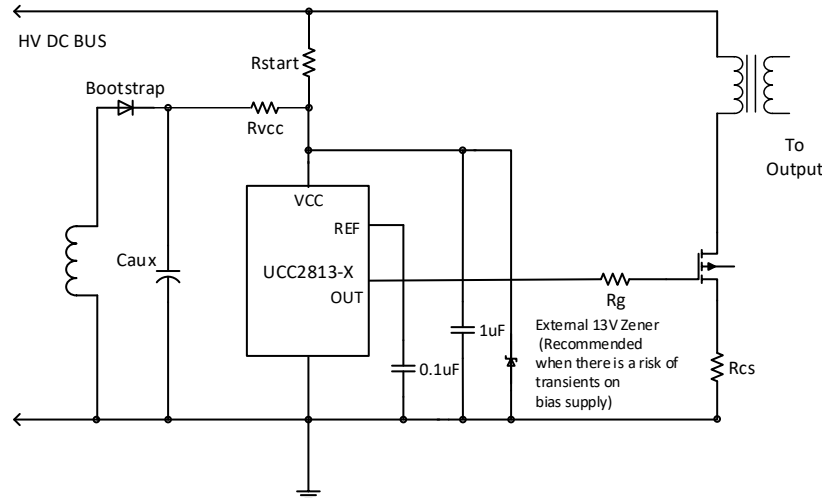 HV DC BUS
Rstart
Bootstrap
Rvcc
To
Output
VCC
REF
Caux
UCC2813-X
OUT
Rg
1uF
External 13V Zener
(Recommended
when there is a risk of
transients on
bias supply)
0.1uF
Rcs